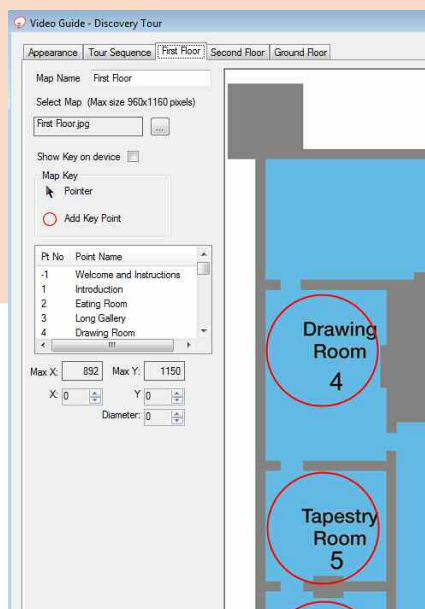 Video Guide - Discovery Tour
Appearance Tour Sequence First Floor Second Floor Ground Floor
Map Name First Floor
Select Map (Max size 960x1160 pixels)
First Floor.jpg ...
Show Key on device
Map Key
Pointer
Add Key Point
Pt No Point Name
-1 Welcome and Instructions
1 Introduction
2 Eating Room
3 Long Gallery
4 Drawing Room
Max X: 892 Max Y: 1150
X: 0 Y 0
Diameter: 0
Drawing
Room
4
Tapestry
Room
5